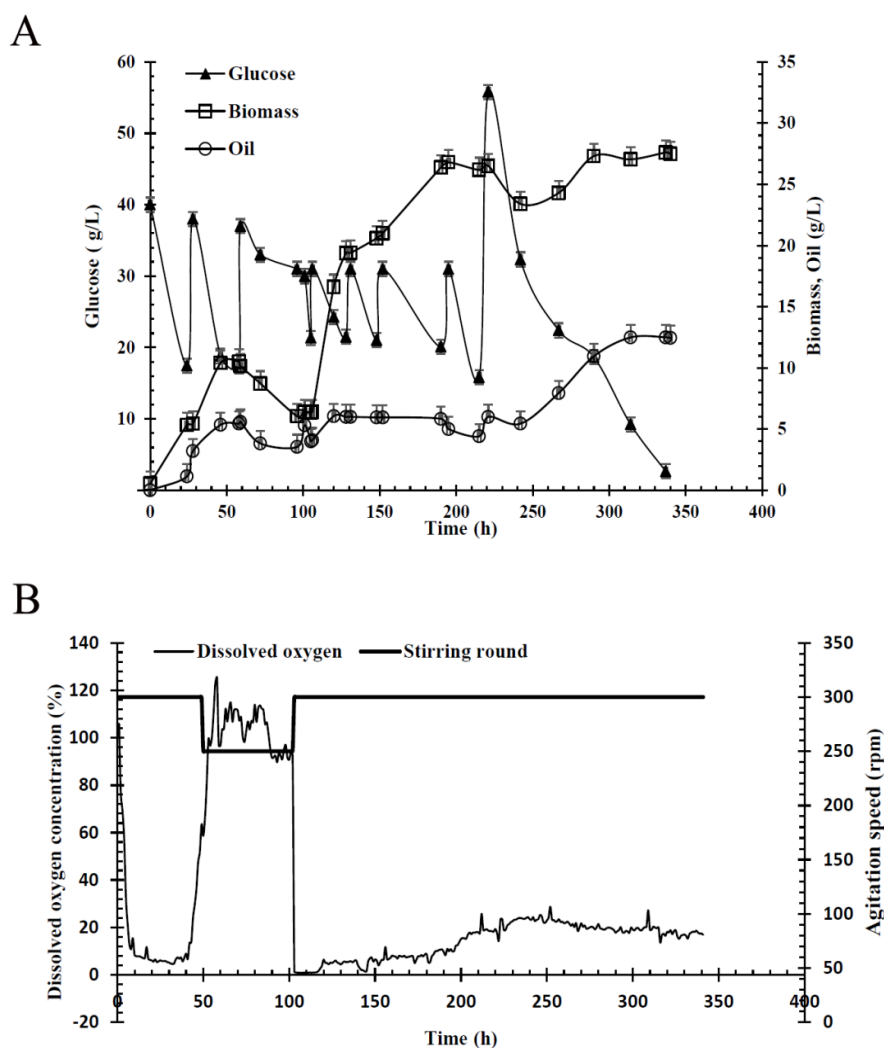 A
Glucose
Biomass
Oil
Glucose ( g/L)
60
50
40
30
20
10
0
35
30
25
20
15
10
5
0
Biomass, Oil (g/L)
0 50 100 150 200 250 300 350 400
Time (h)
B
Dissolved oxygen
Stirring round
Dissolved oxygen concentration (%)
140
120
100
80
60
40
20
0
-20
350
300
250
200
150
100
50
0
Agitation speed (rpm)
0 50 100 150 200 250 300 350 400
Time (h)